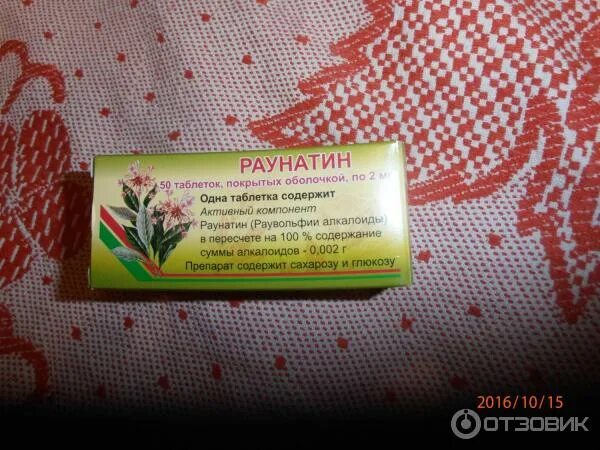 РАУНАТИН
50 таблеток, покрытых оболочкой, по 2 мг
Одна таблетка содержит
Активный компонент
Раунатин (Раувольфии алкалоиды)
в пересчете на 100 % содержание
суммы алкалоидов - 0,002 г
Препарат содержит сахарозу и глюкозу
2016/10/15
ОТЗОВИК